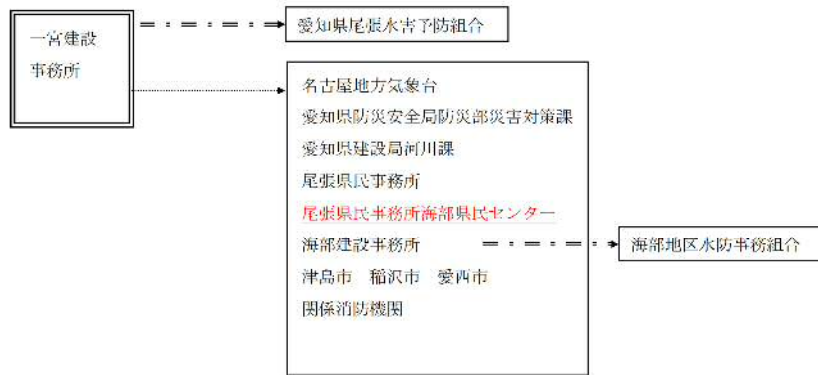 一宮建設
事務所
愛知県尾張水害予防組合
名古屋地方気象台
愛知県防災安全局防災部災害対策課
愛知県建設局河川課
尾張県民事務所
尾張県民事務所海部県民センター
海部建設事務所
海部地区水防事務組合
津島市　稲沢市　愛西市
関係消防機関